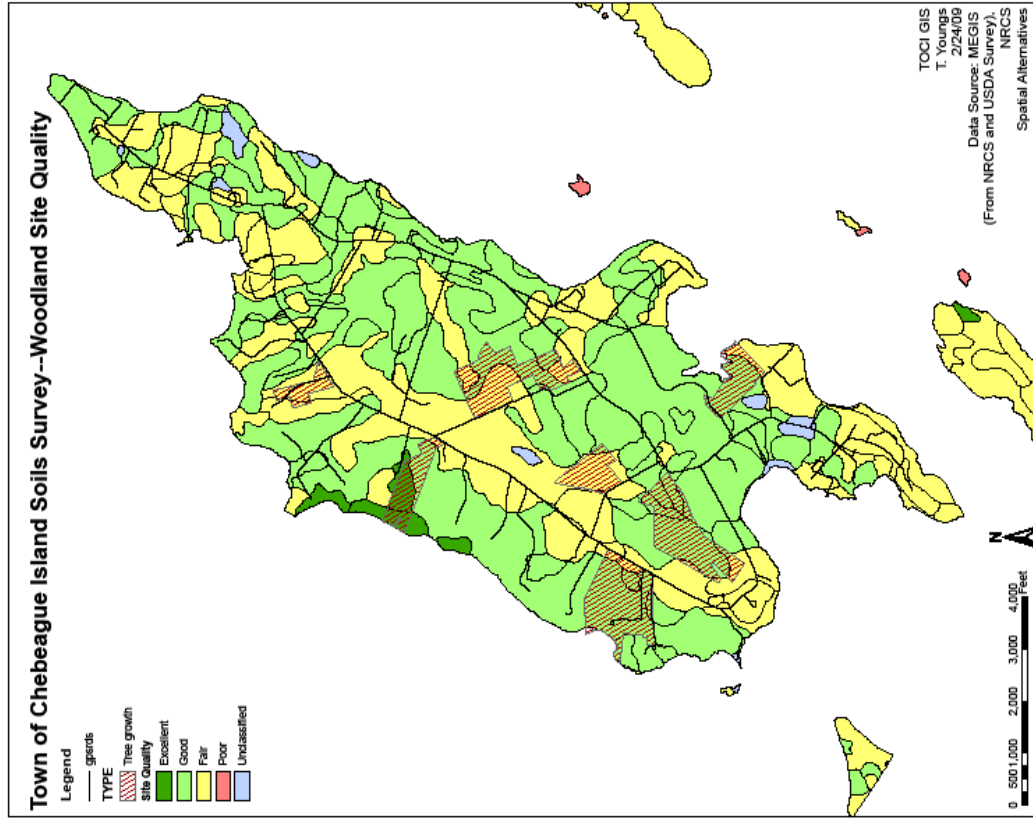 Town of Chebeague Island Soils Survey--Woodland Site Quality
Legend
gpsrds
TYPE
Tree growth
Site Quality
Excellent
Good
Fair
Poor
Unclassified
TOCI GIS
T. Youngs
2/24/09
Data Source: MEGIS
(From NRCS and USDA Survey),
NRCS
Spatial Alternatives
N
0 500 1,000 2,000 3,000 4,000
Feet